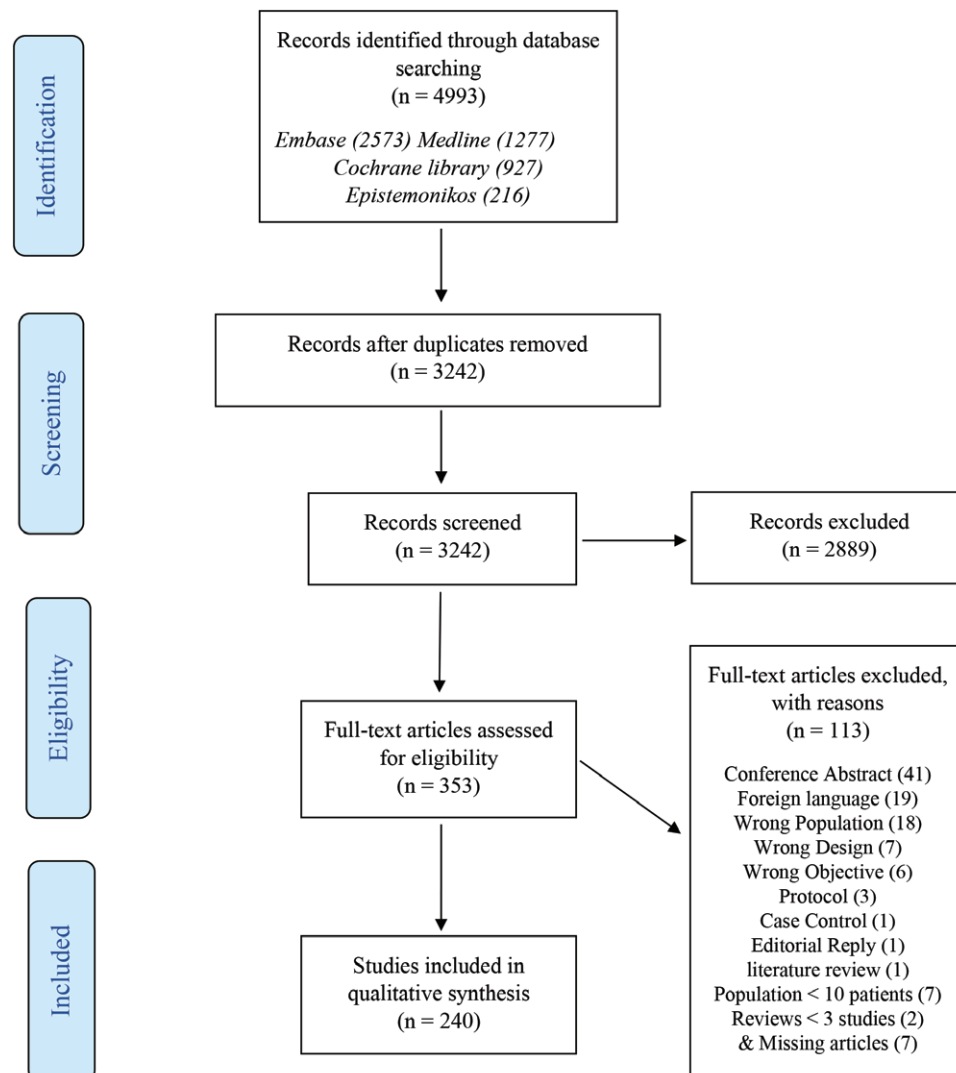 Identification
Records identified through database
searching
(n = 4993)
Embase (2573) Medline (1277)
Cochrane library (927)
Epistemonikos (216)
Screening
Records after duplicates removed
(n = 3242)
Records screened
(n = 3242)
Records excluded
(n = 2889)
Eligibility
Full-text articles assessed
for eligibility
(n = 353)
Full-text articles excluded,
with reasons
(n = 113)
Conference Abstract (41)
Foreign language (19)
Wrong Population (18)
Wrong Design (7)
Wrong Objective (6)
Protocol (3)
Case Control (1)
Editorial Reply (1)
literature review (1)
Population < 10 patients (7)
Reviews < 3 studies (2)
& Missing articles (7)
Included
Studies included in
qualitative synthesis
(n = 240)